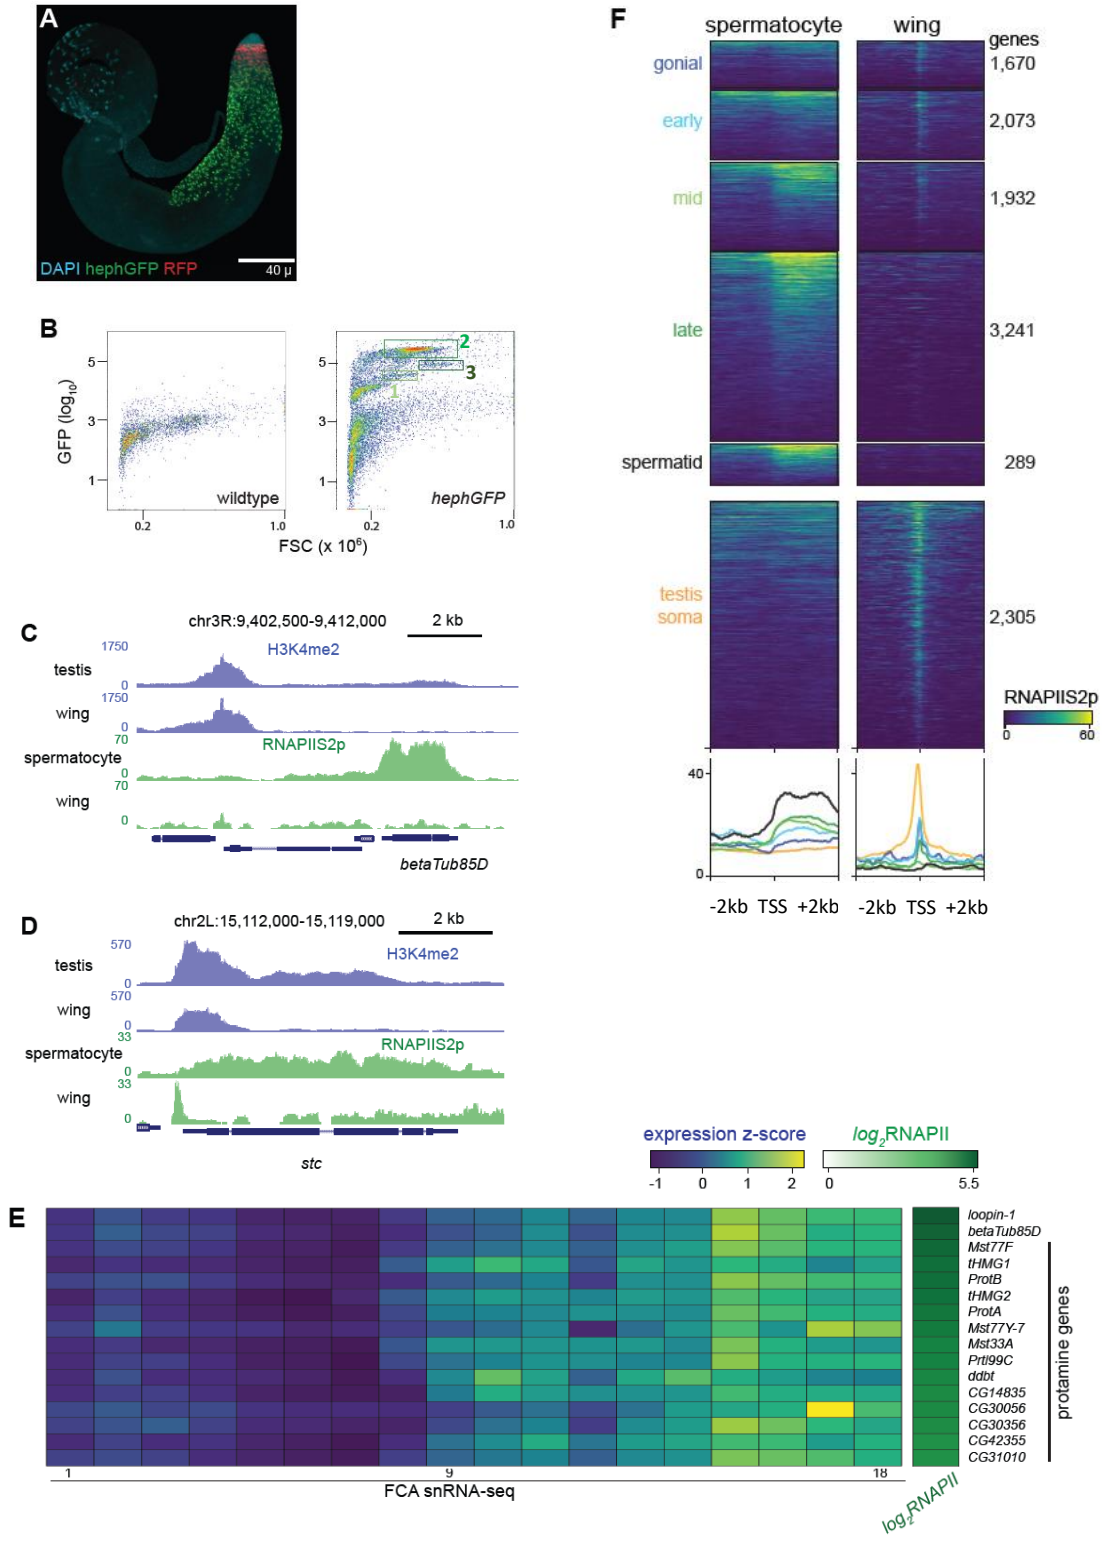 A
DAPI hephGFP RFP
40 µ
B
GFP (log10)
5
3
1
wildtype
0.2
1.0
5
3
1
2
3
1
hephGFP
0.2
1.0
FSC (x 10⁶)
C
chr3R:9,402,500-9,412,000
2 kb
H3K4me2
testis
1750
0
wing
1750
0
RNAPIIS2p
spermatocyte
70
0
wing
70
0
betaTub85D
D
chr2L:15,112,000-15,119,000
2 kb
H3K4me2
testis
570
0
wing
570
0
RNAPIIS2p
spermatocyte
33
0
wing
33
0
stc
F
spermatocyte wing
genes
gonial
1,670
early
2,073
mid
1,932
late
3,241
spermatid
289
testis
soma
2,305
RNAPIIS2p
0
60
40
0
-2kb TSS +2kb
-2kb TSS +2kb
expression z-score
-1 0 1 2
log2RNAPII
0 5.5
E
loopin-1
betaTub85D
Mst77F
tHMG1
ProtB
tHMG2
ProtA
Mst77Y-7
Mst33A
Prtl99C
ddbt
CG14835
CG30056
CG30356
CG42355
CG31010
protamine genes
1 9 18
FCA snRNA-seq
log2RNAPII